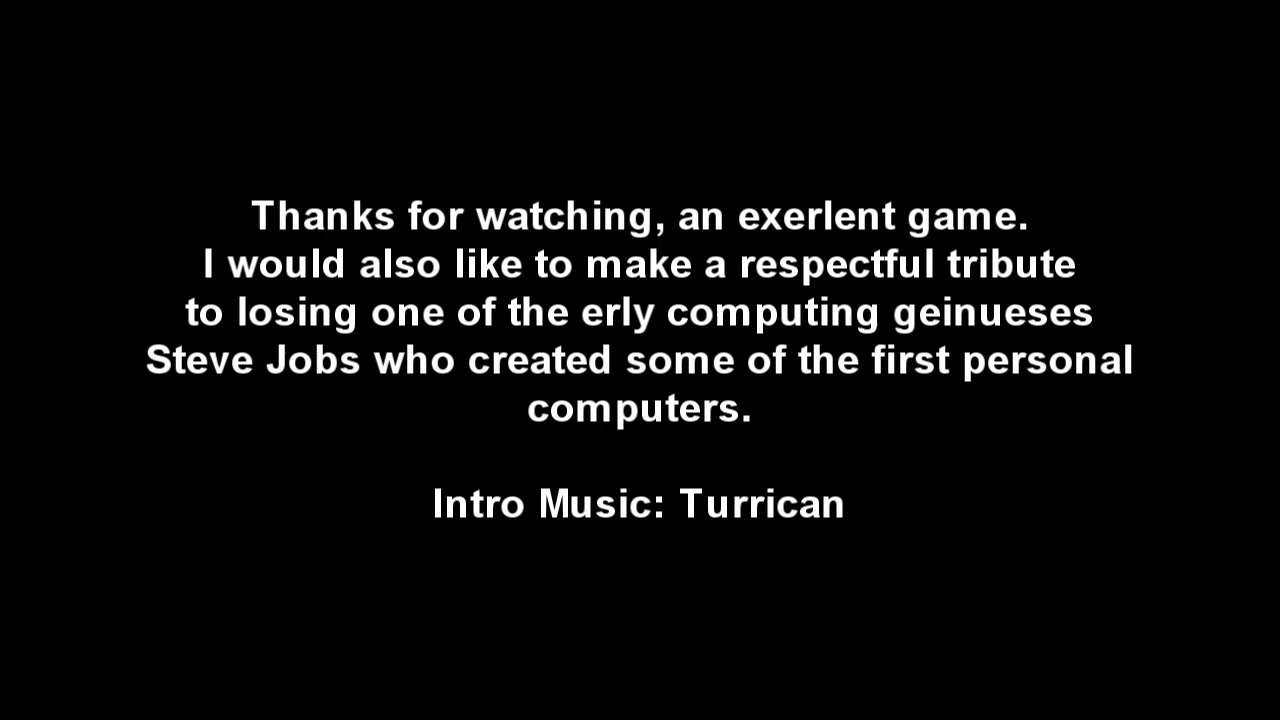 Thanks for watching, an exerlent game.
I would also like to make a respectful tribute
to losing one of the erly computing geinueses
Steve Jobs who created some of the first personal
computers.
Intro Music: Turrican